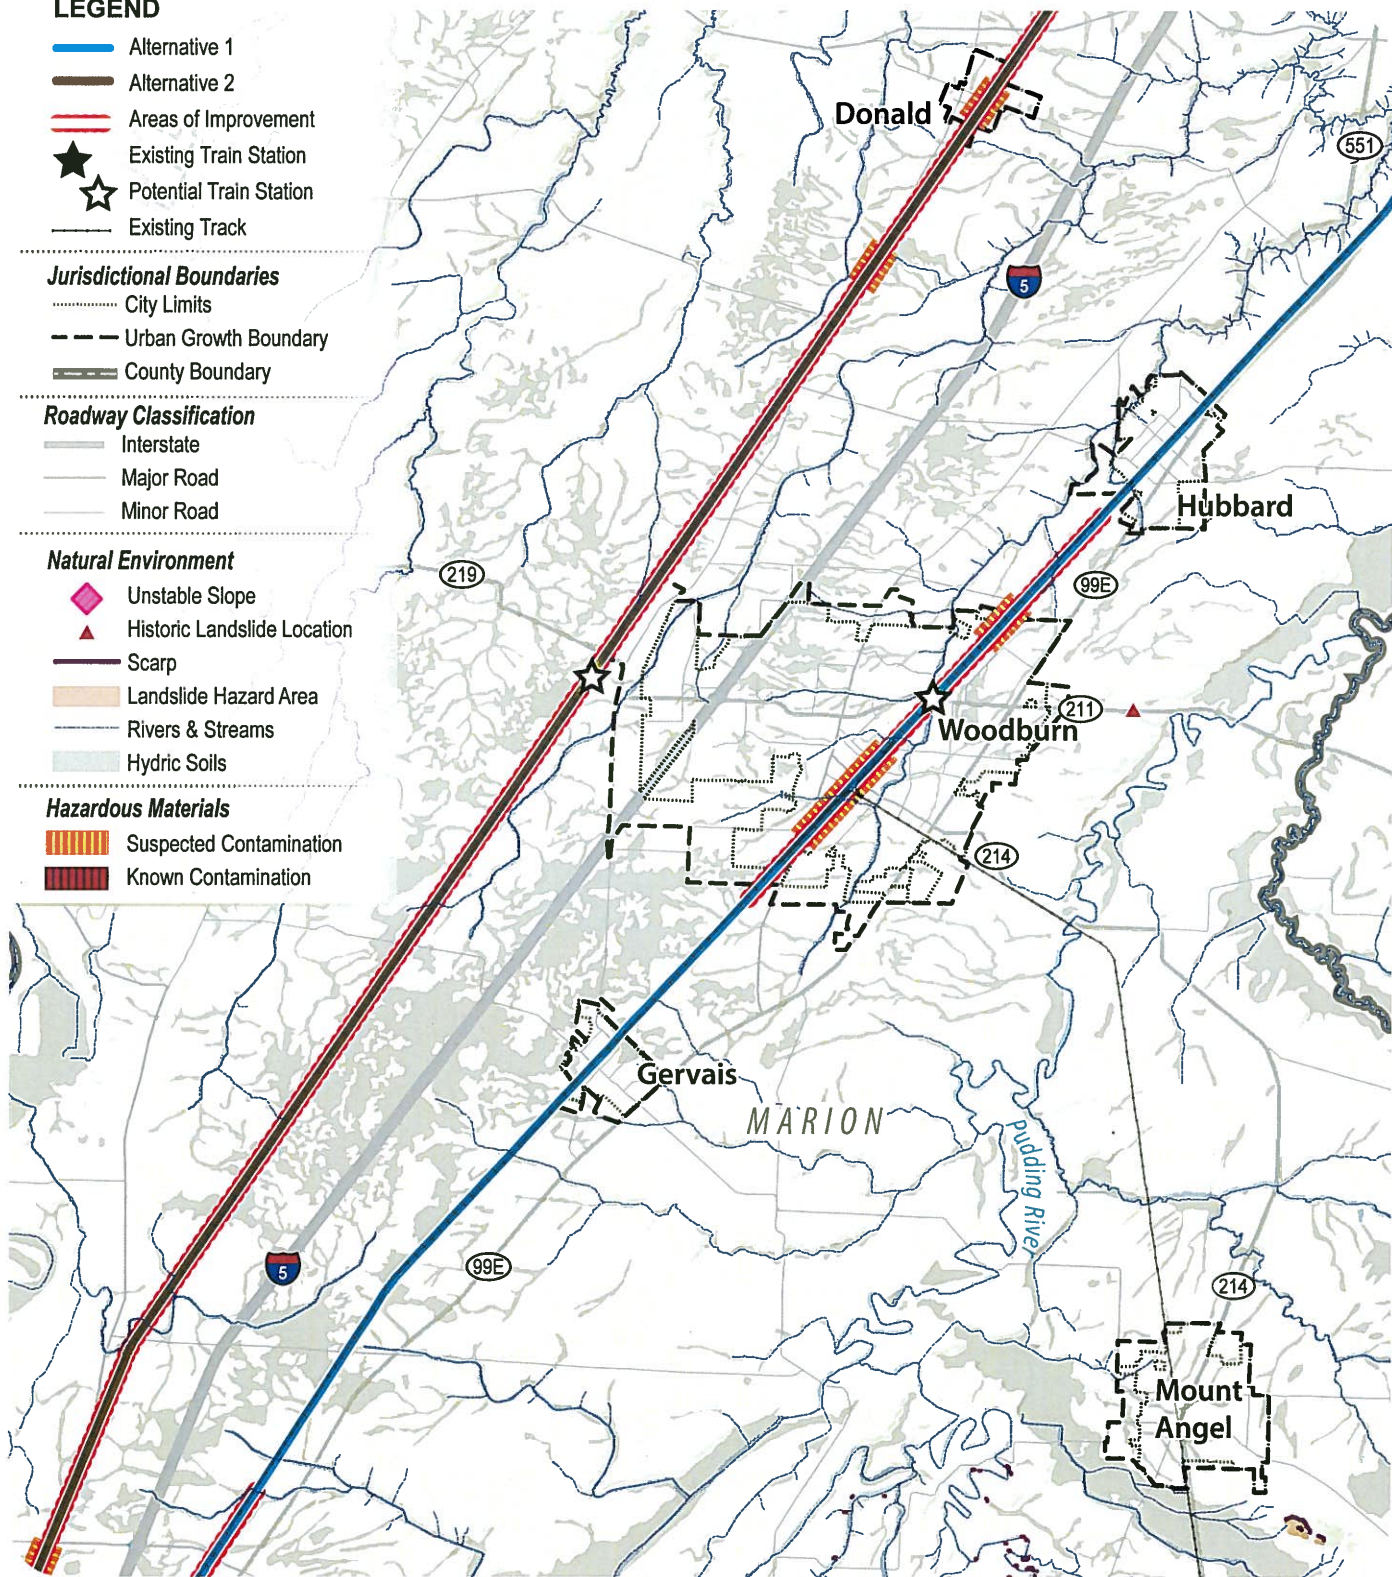 LEGEND
Alternative 1
Alternative 2
Areas of Improvement
Existing Train Station
Potential Train Station
Existing Track
Jurisdictional Boundaries
City Limits
Urban Growth Boundary
County Boundary
Roadway Classification
Interstate
Major Road
Minor Road
Natural Environment
Unstable Slope
Historic Landslide Location
Scarp
Landslide Hazard Area
Rivers & Streams
Hydric Soils
Hazardous Materials
Suspected Contamination
Known Contamination
Donald
551
5
Hubbard
219
99E
211
Woodburn
214
Gervais
MARION
Pudding River
5
99E
214
Mount
Angel